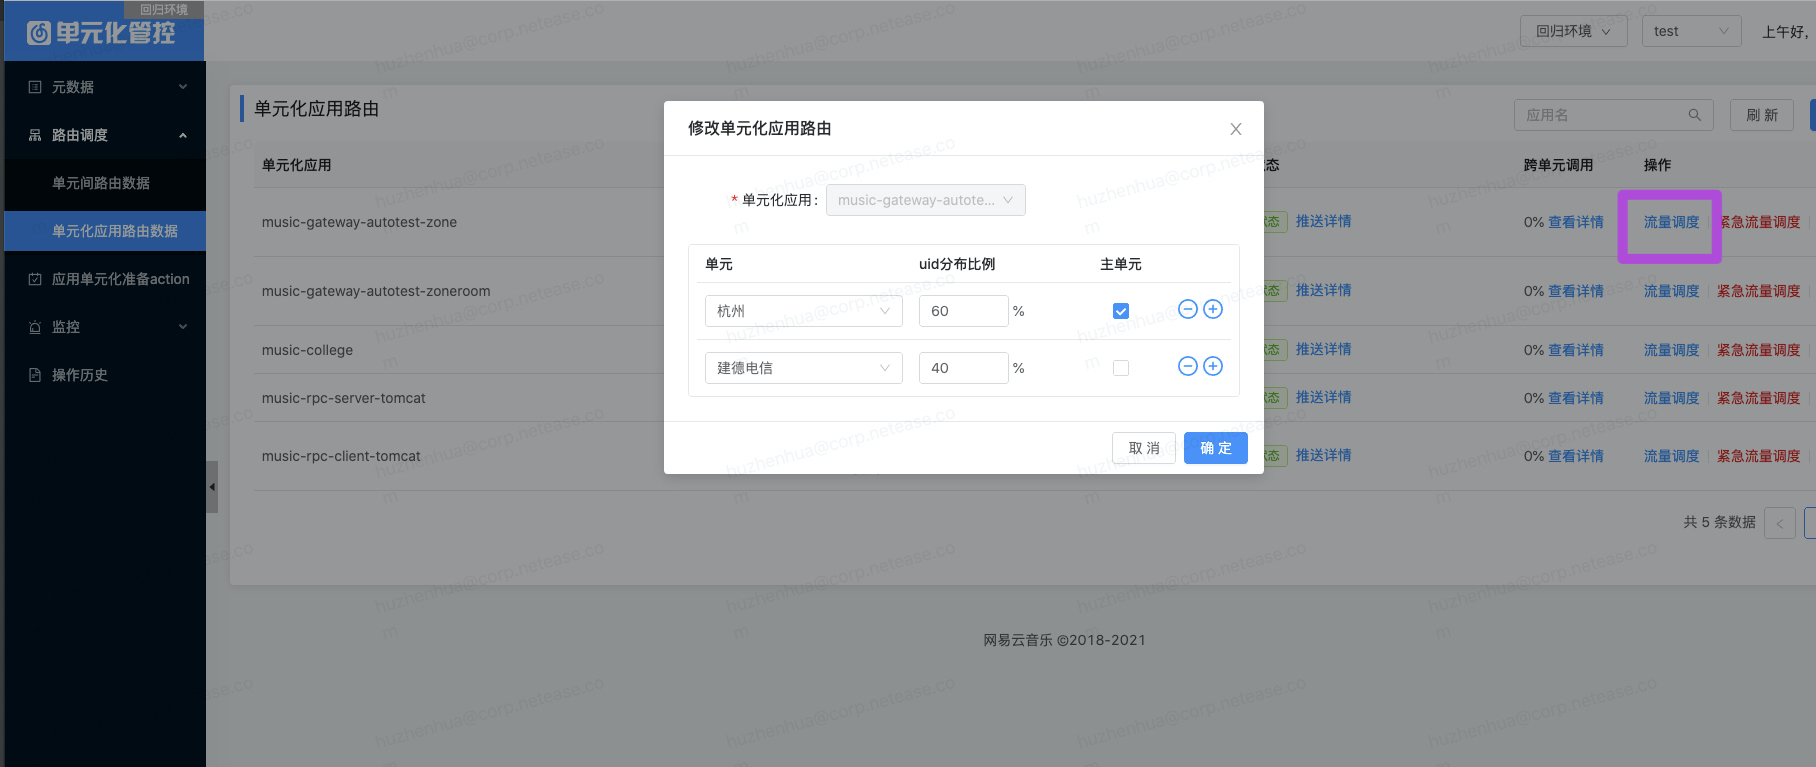 回归环境
单元化管控
回归环境
test
上午好,
元数据
路由调度
单元间路由数据
单元化应用路由数据
应用单元化准备action
监控
操作历史
单元化应用路由
应用名
刷 新
单元化应用
态
跨单元调用
操作
music-gateway-autotest-zone
状态
推送详情
0% 查看详情
流量调度
紧急流量调度
music-gateway-autotest-zoneroom
态
推送详情
0% 查看详情
流量调度
紧急流量调度
music-college
状态
推送详情
0% 查看详情
流量调度
紧急流量调度
music-rpc-server-tomcat
状态
推送详情
0% 查看详情
流量调度
紧急流量调度
music-rpc-client-tomcat
态
推送详情
0% 查看详情
流量调度
紧急流量调度
共 5 条数据
修改单元化应用路由
* 单元化应用:
music-gateway-autote...
单元
uid分布比例
主单元
杭州
60
%
建德电信
40
%
取 消
确 定
网易云音乐 ©2018-2021
huzhenhua@corp.netease.com